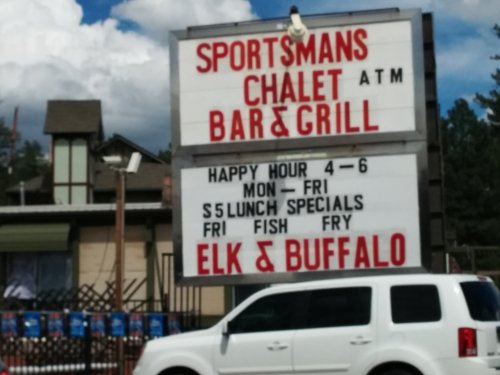 SPORTSMANS
CHALET ATM
BAR & GRILL
HAPPY HOUR 4-6
MON - FRI
$5 LUNCH SPECIALS
FRI FISH FRY
ELK & BUFFALO